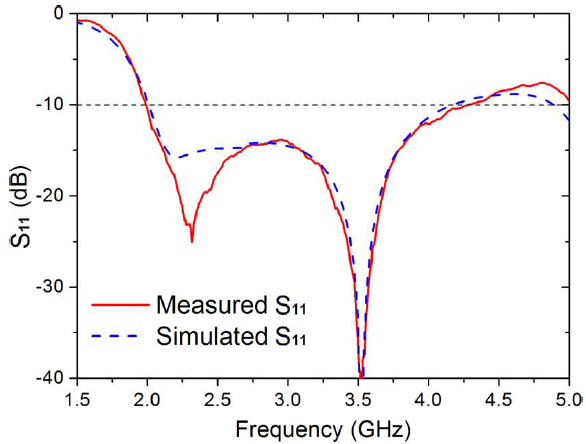 0
-10
-20
-30
-40
S11 (dB)
Measured S11
Simulated S11
1.5 2.0 2.5 3.0 3.5 4.0 4.5 5.0
Frequency (GHz)